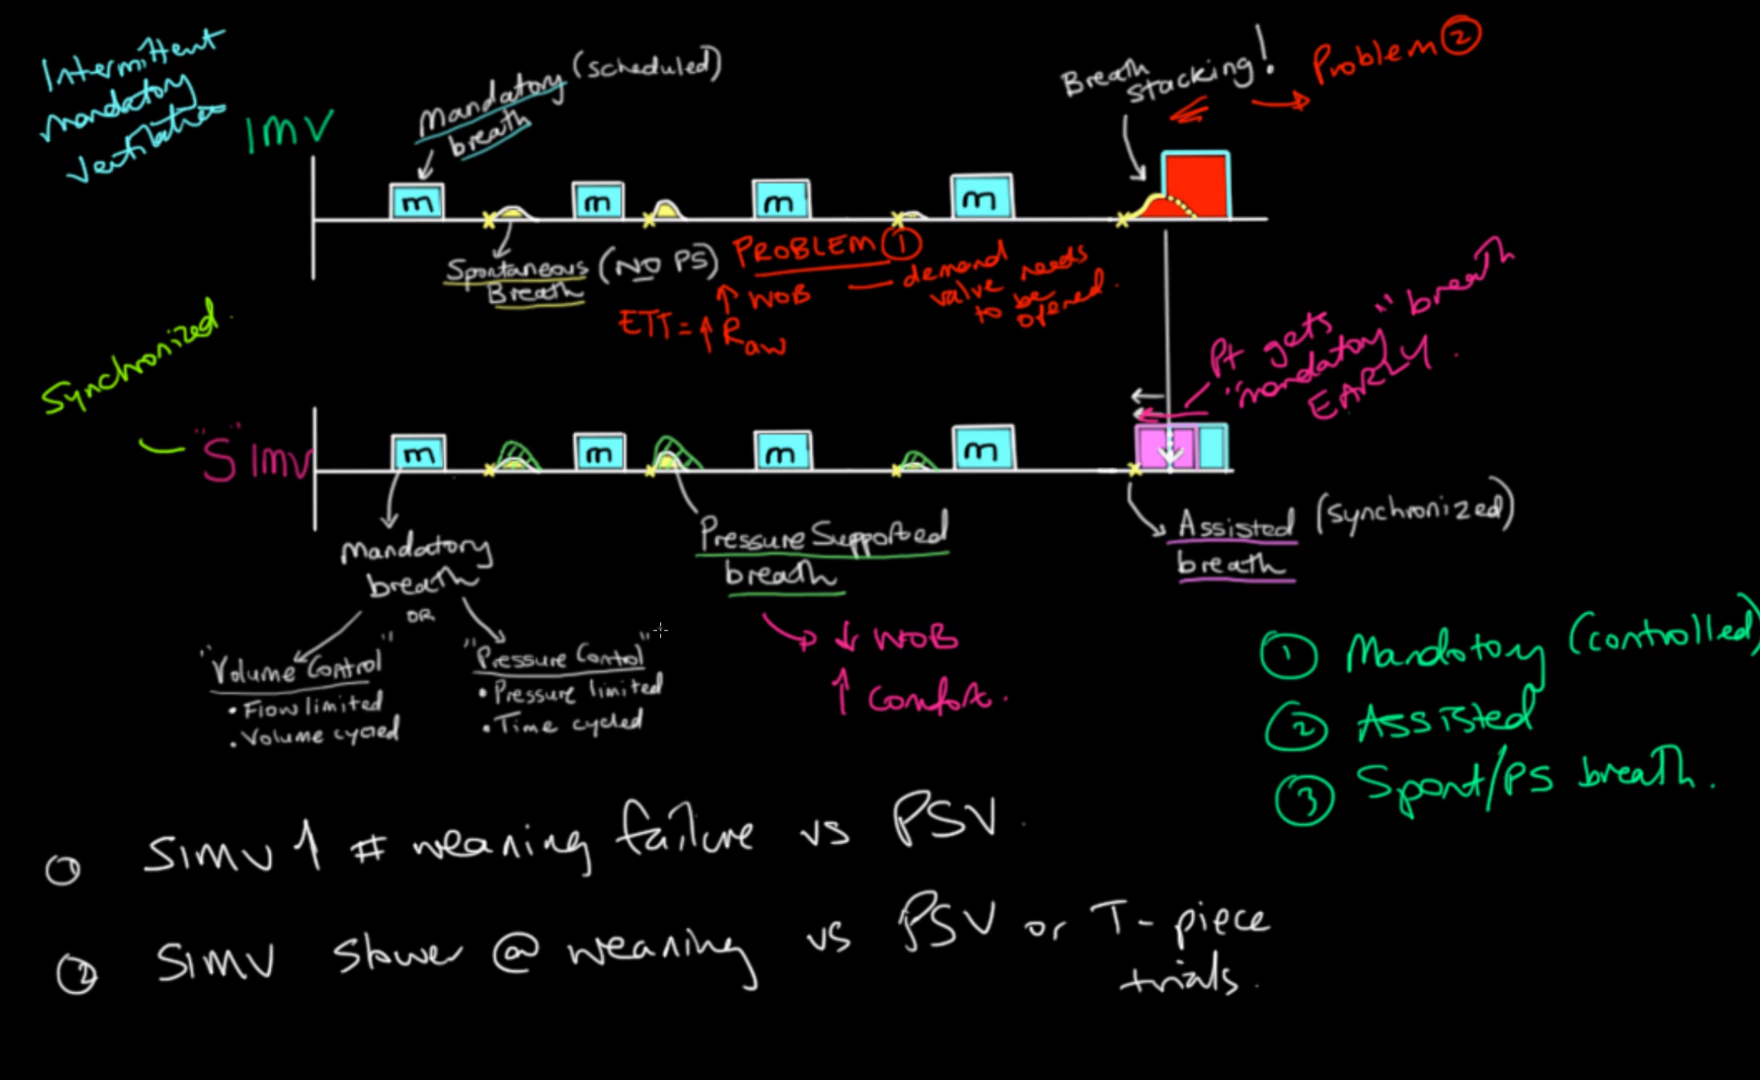 Intermittent
mandatory
ventilation
IMV
Mandatory (scheduled)
breath
Breath
stacking!
Problem ②
m
m
m
m
Spontaneous (NO PS)
Breath
PROBLEM ①
↑ WOB — demand
valve needs
to be
opened.
ETT = ↑ Raw
Synchronized.
"S" IMV
m
m
m
m
Pt gets
"mandatory" breath
EARLY.
Mandatory
breath
OR
"Volume Control"
• Flow limited
• Volume cycled
"Pressure Control"
• Pressure limited
• Time cycled
Pressure Supported
breath
↓ WOB
↑ Comfort.
Assisted (synchronized)
breath
① Mandatory (controlled)
② Assisted
③ Spont/PS breath.
① SIMV ↑ # weaning failure vs PSV.
② SIMV slower @ weaning vs PSV or T-piece
trials.